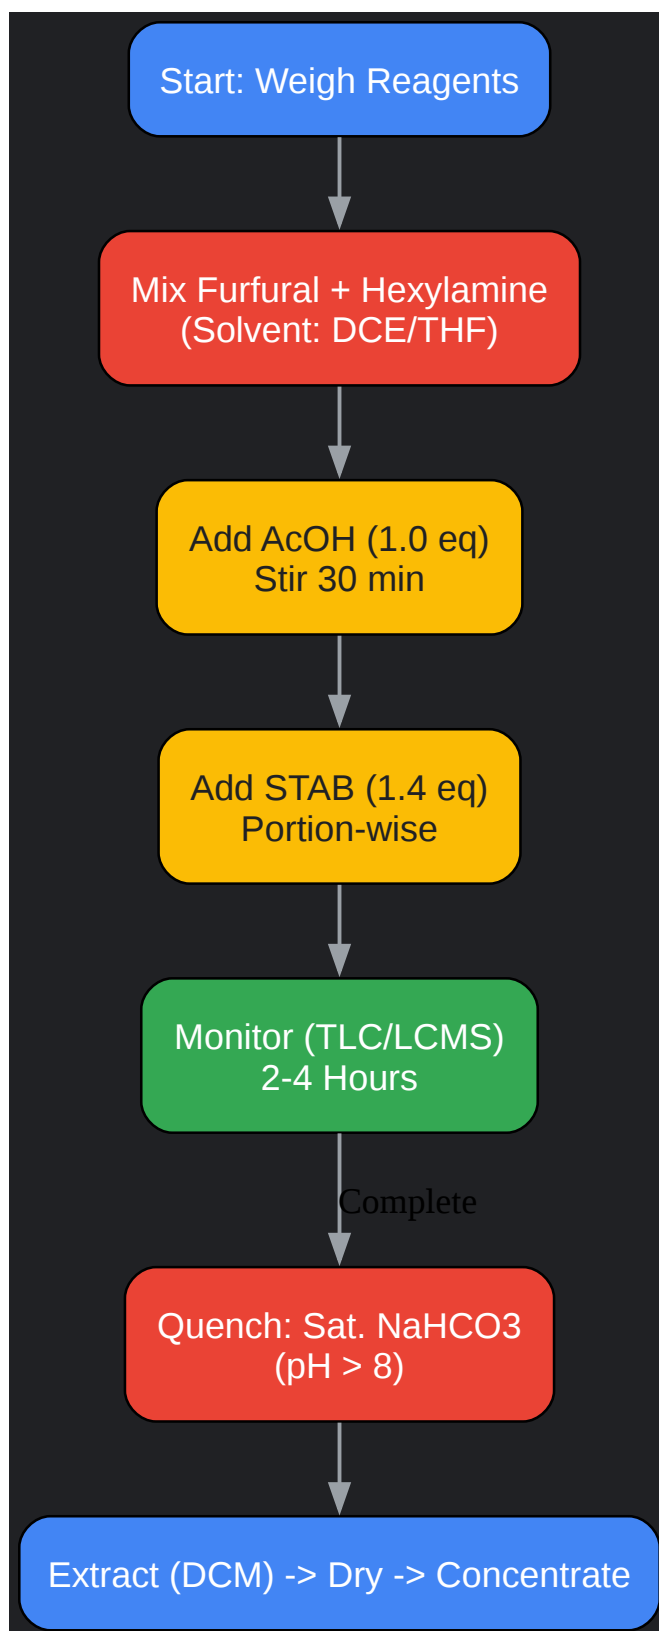 Start: Weigh Reagents
Mix Furfural + Hexylamine
(Solvent: DCE/THF)
Add AcOH (1.0 eq)
Stir 30 min
Add STAB (1.4 eq)
Portion-wise
Monitor (TLC/LCMS)
2-4 Hours
Complete
Quench: Sat. NaHCO3
(pH > 8)
Extract (DCM) -> Dry -> Concentrate